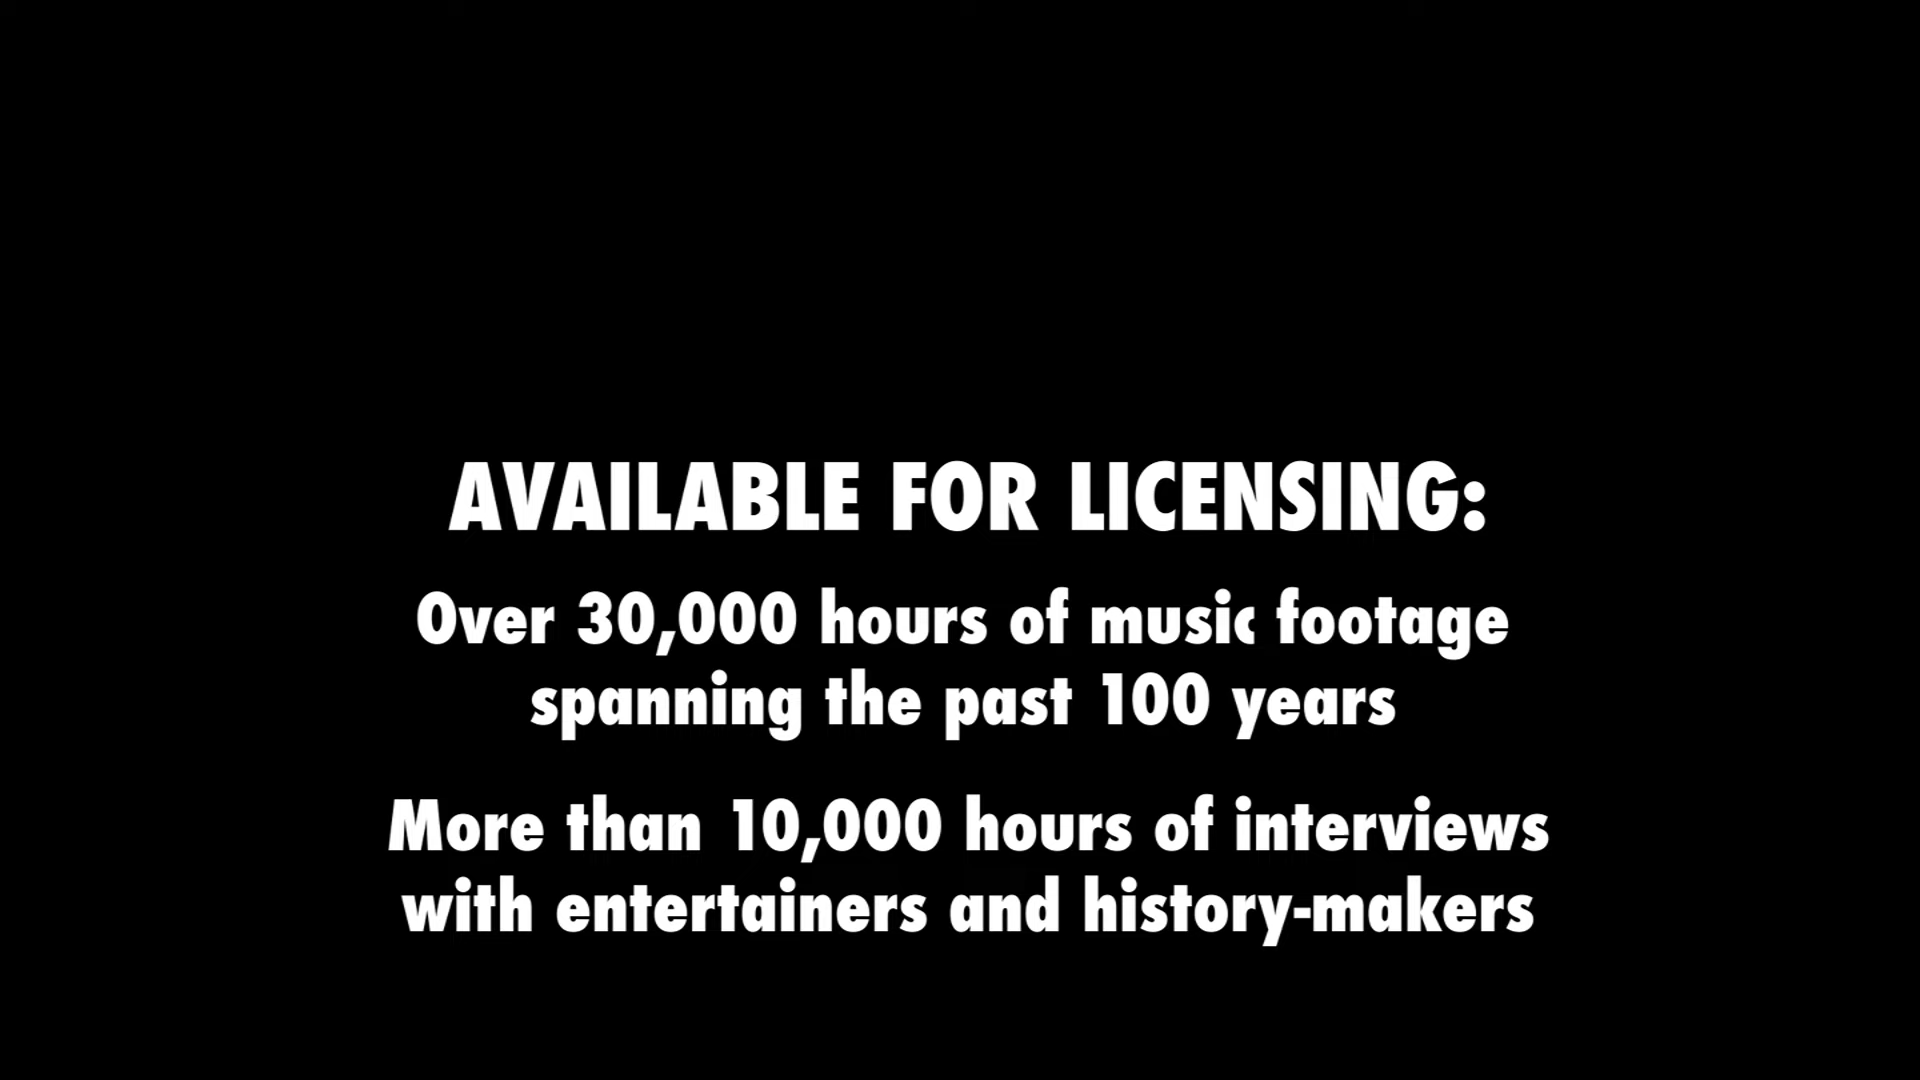 AVAILABLE FOR LICENSING:
Over 30,000 hours of music footage
spanning the past 100 years
More than 10,000 hours of interviews
with entertainers and history-makers